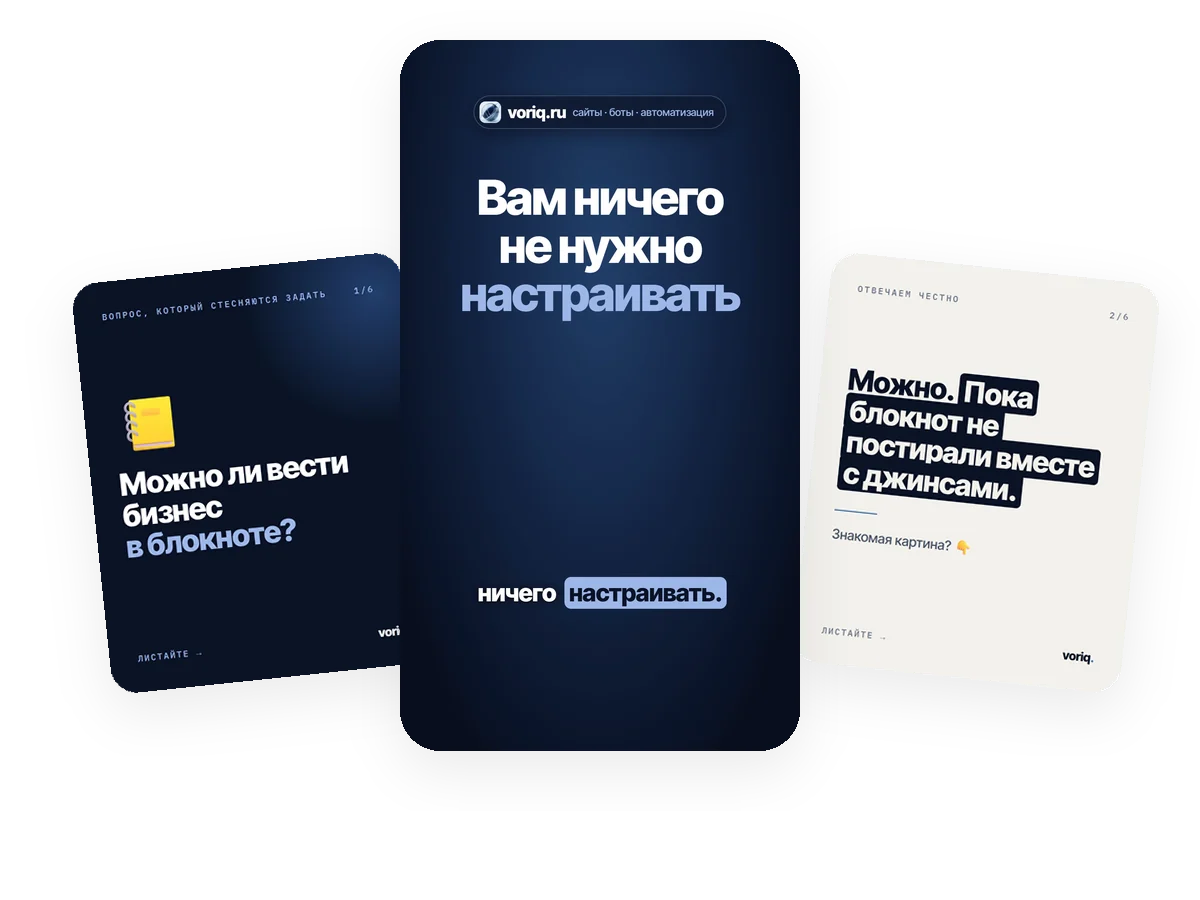 voriq.ru сайты · боты · автоматизация
Вам ничего
не нужно
настраивать
ничего настраивать.
ВОПРОС, КОТОРЫЙ СТЕСНЯЮТСЯ ЗАДАТЬ 1/6
Можно ли вести
бизнес
в блокноте?
ЛИСТАЙТЕ →
ОТВЕЧАЕМ ЧЕСТНО
2/6
Можно. Пока
блокнот не
постирали вместе
с джинсами.
Знакомая картина? 👇
ЛИСТАЙТЕ →
voriq.